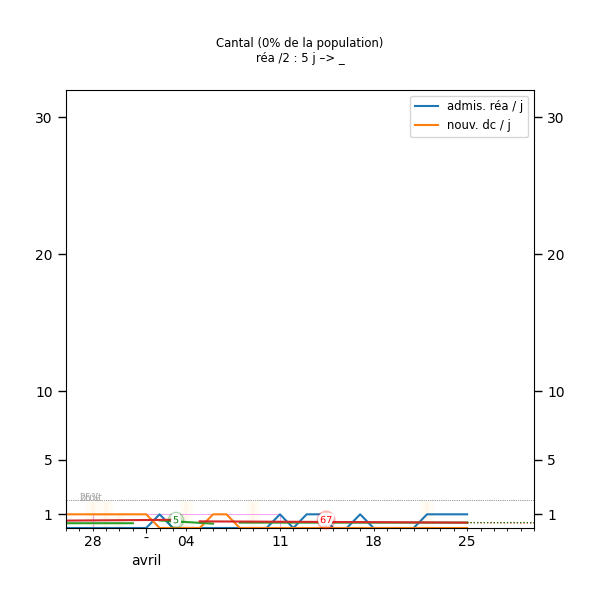 Cantal (0% de la population)
réa /2 : 5 j –> _
admis. réa / j
nouv. dc / j
30 30
20 20
10 10
5 5
1 1
5
67
28 - 04 11 18 25
avril